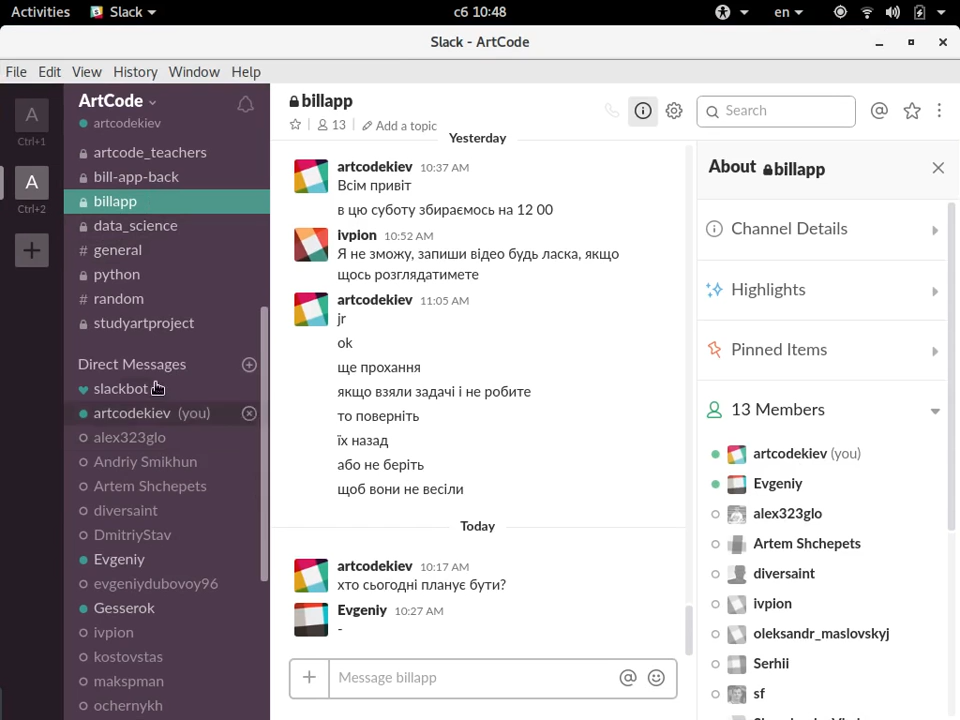 Activities Slack сб 10:48 en
Slack - ArtCode
File Edit View History Window Help
A
Ctrl+1
A
Ctrl+2
ArtCode
artcodekiev
artcode_teachers
bill-app-back
billapp
data_science
# general
python
# random
studyartproject
Direct Messages
slackbot
artcodekiev (you)
alex323glo
Andriy Smikhun
Artem Shchepets
diversaint
DmitriyStav
Evgeniy
evgeniydubovoy96
Gesserok
ivpion
kostovstas
makspman
ochernykh
billapp
13 Add a topic
Search
Yesterday
artcodekiev 10:37 AM
Всім привіт
в цю суботу збираємось на 12 00
ivpion 10:52 AM
Я не зможу, запиши відео будь ласка, якщо
щось розглядатимете
artcodekiev 11:05 AM
jr
ok
ще прохання
якщо взяли задачі і не робите
то поверніть
їх назад
або не беріть
щоб вони не весіли
Today
artcodekiev 10:17 AM
хто сьогодні планує бути?
Evgeniy 10:27 AM
-
Message billapp
About billapp
Channel Details
Highlights
Pinned Items
13 Members
artcodekiev (you)
Evgeniy
alex323glo
Artem Shchepets
diversaint
ivpion
oleksandr_maslovskyj
Serhii
sf